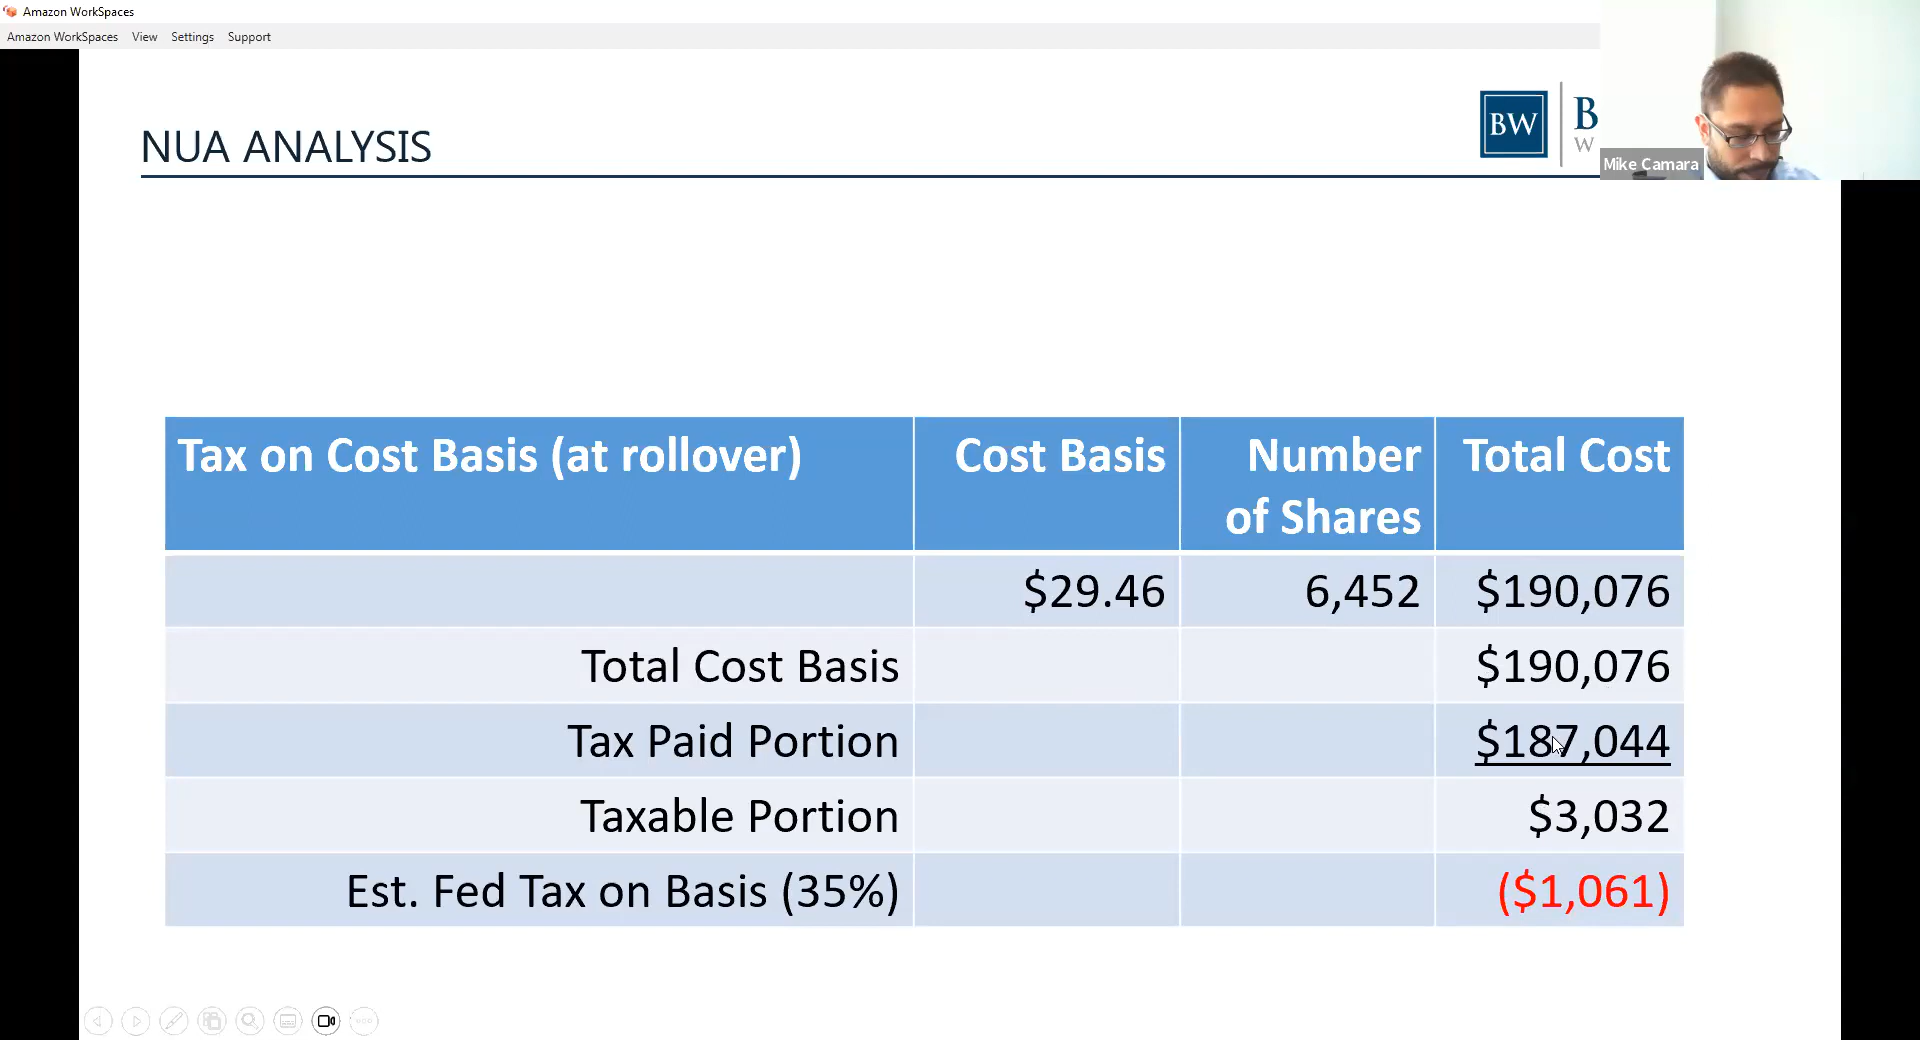 Amazon WorkSpaces
Amazon WorkSpaces View Settings Support
NUA ANALYSIS
BW
B
W
Mike Camara
Tax on Cost Basis (at rollover) Cost Basis Number of Shares Total Cost
$29.46 6,452 $190,076
Total Cost Basis $190,076
Tax Paid Portion $187,044
Taxable Portion $3,032
Est. Fed Tax on Basis (35%) ($1,061)